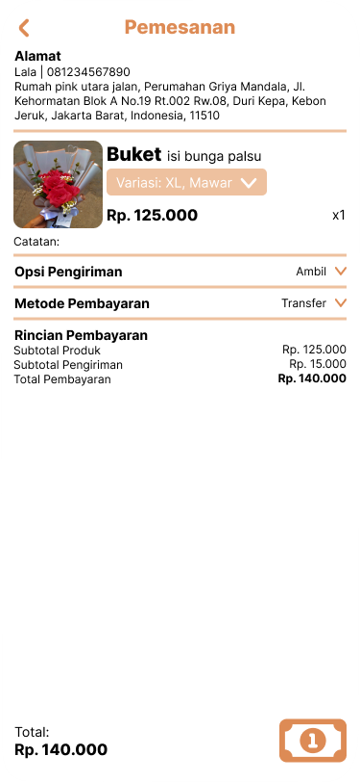 Pemesanan
Alamat
Lala | 081234567890
Rumah pink utara jalan, Perumahan Griya Mandala, Jl.
Kehormatan Blok A No.19 Rt.002 Rw.08, Duri Kepa, Kebon
Jeruk, Jakarta Barat, Indonesia, 11510
Buket isi bunga palsu
Variasi: XL, Mawar
Rp. 125.000 x1
Catatan:
Opsi Pengiriman Ambil
Metode Pembayaran Transfer
Rincian Pembayaran
Subtotal Produk Rp. 125.000
Subtotal Pengiriman Rp. 15.000
Total Pembayaran Rp. 140.000
Total:
Rp. 140.000
1